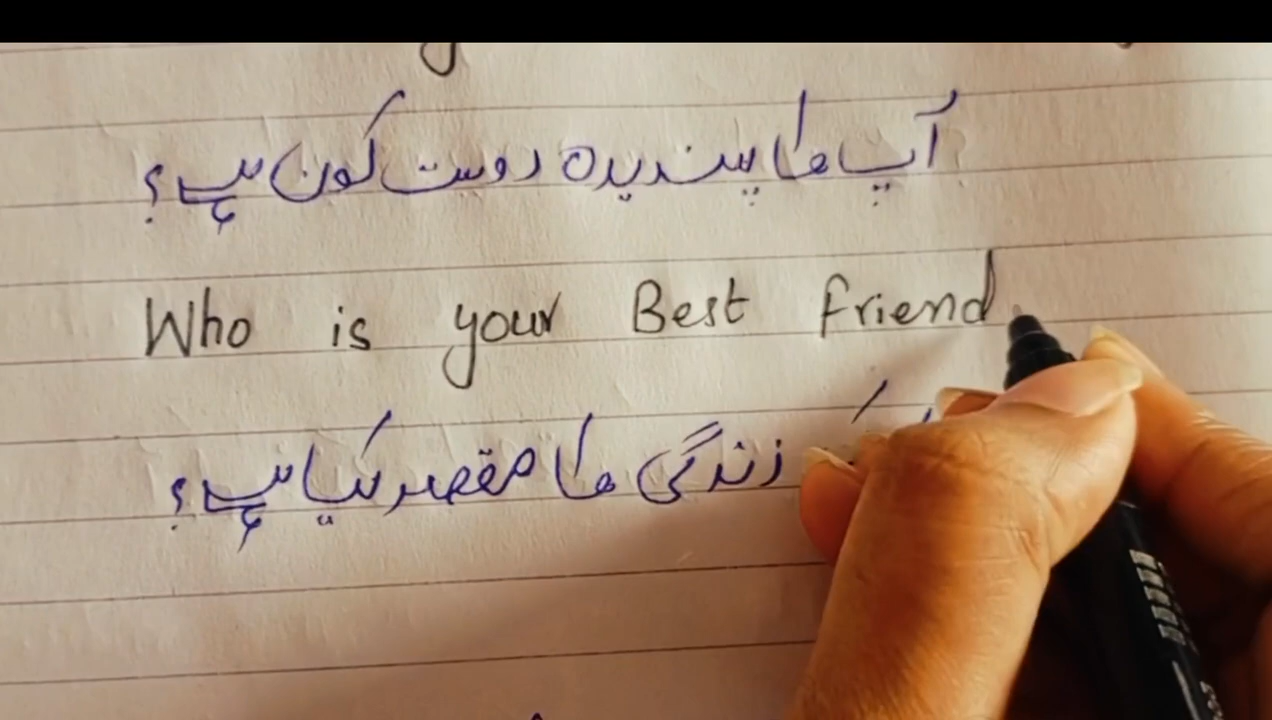 آپ کا پسندیدہ دوست کون ہے؟
Who is your Best friend
زندگی کا مقصد کیا ہے؟